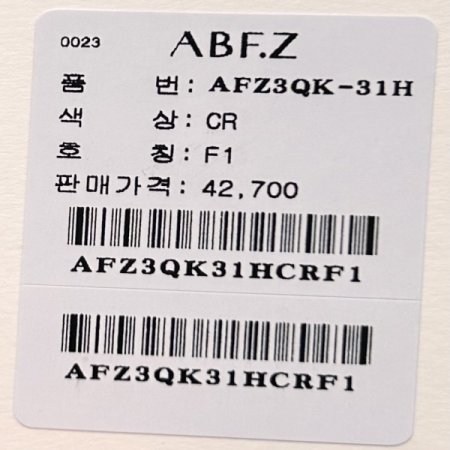 0023 ABF.Z
품 번: AFZ3QK-31H
색 상: CR
호 칭: F1
판매가격: 42,700
AFZ3QK31HCRF1
AFZ3QK31HCRF1